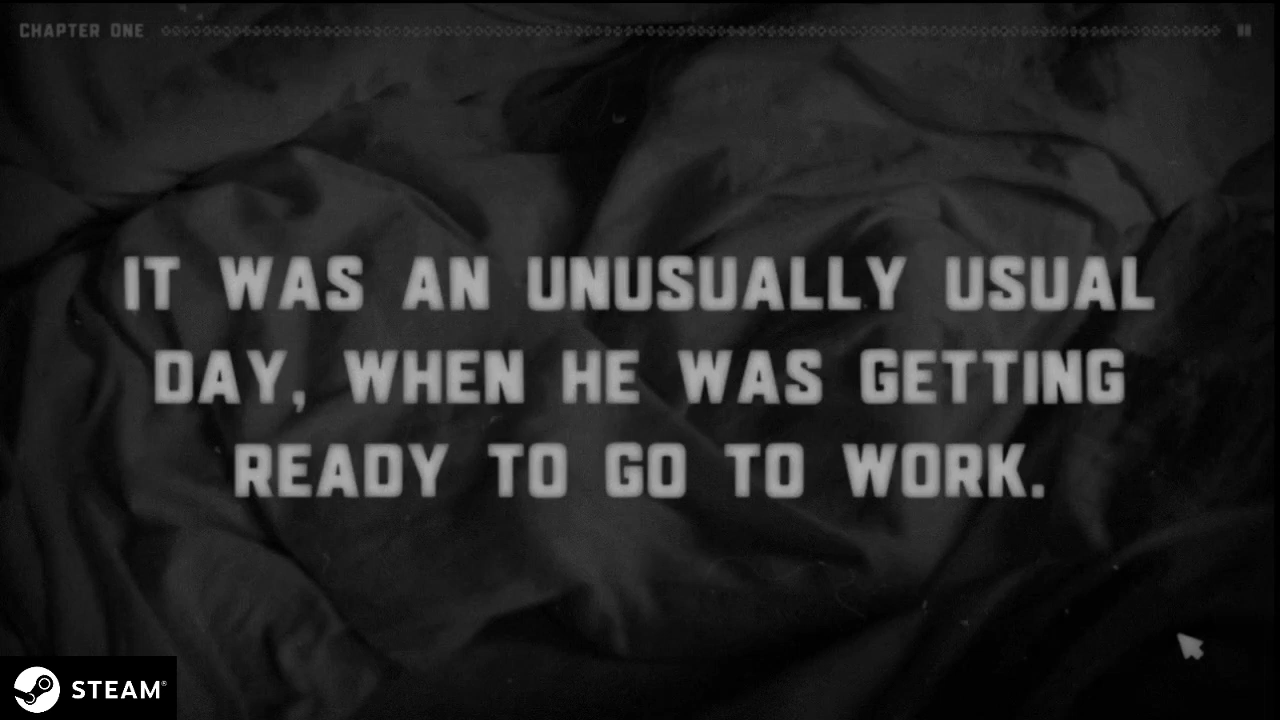 CHAPTER ONE
IT WAS AN UNUSUALLY USUAL
DAY, WHEN HE WAS GETTING
READY TO GO TO WORK.
STEAM®